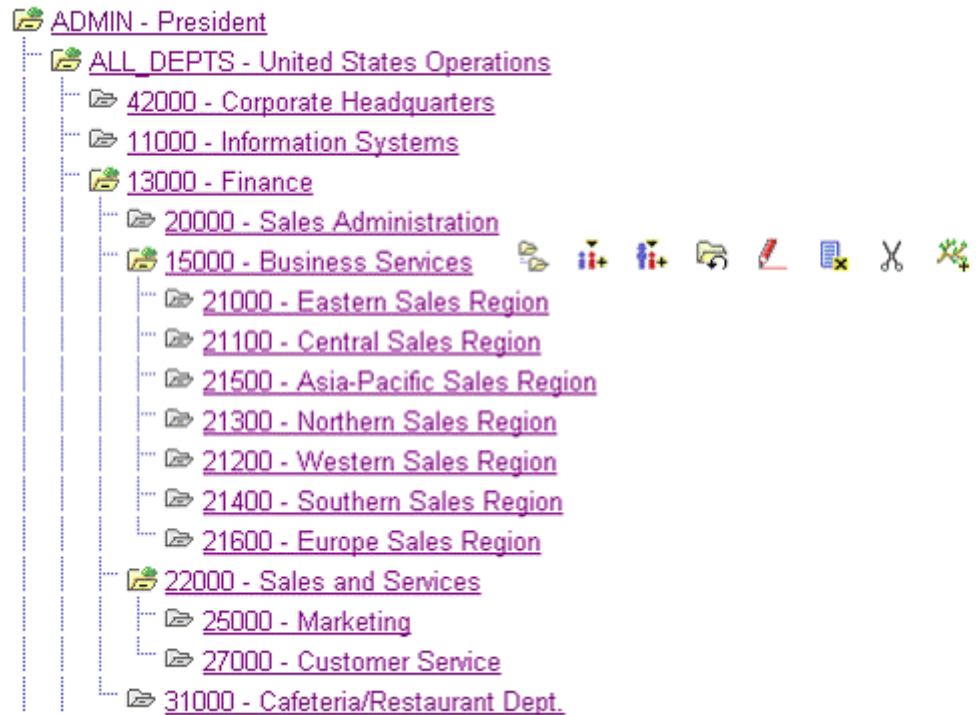 ADMIN - President
ALL_DEPTS - United States Operations
42000 - Corporate Headquarters
11000 - Information Systems
13000 - Finance
20000 - Sales Administration
15000 - Business Services
21000 - Eastern Sales Region
21100 - Central Sales Region
21500 - Asia-Pacific Sales Region
21300 - Northern Sales Region
21200 - Western Sales Region
21400 - Southern Sales Region
21600 - Europe Sales Region
22000 - Sales and Services
25000 - Marketing
27000 - Customer Service
31000 - Cafeteria/Restaurant Dept.